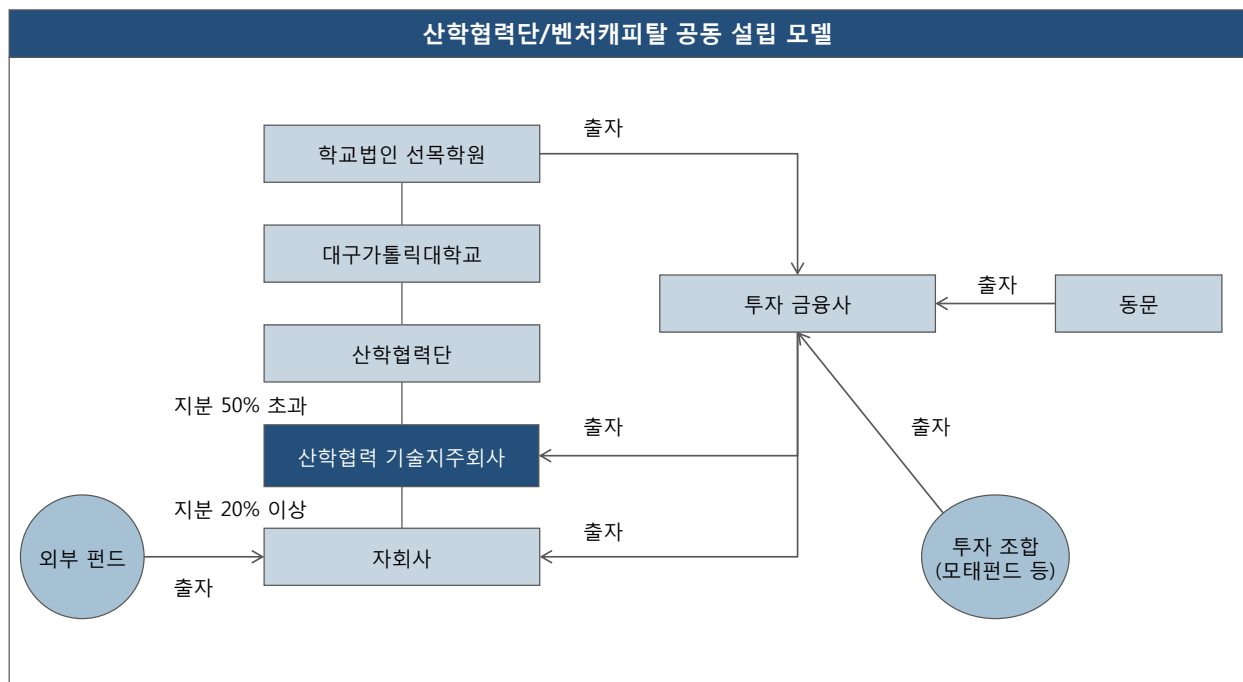 산학협력단/벤처캐피탈 공동 설립 모델
출자
학교법인 선목학원
대구가톨릭대학교
출자
투자 금융사
동문
산학협력단
지분 50% 초과
출자
출자
산학협력 기술지주회사
지분 20% 이상
출자
외부 펀드
자회사
투자 조합
(모태펀드 등)
출자